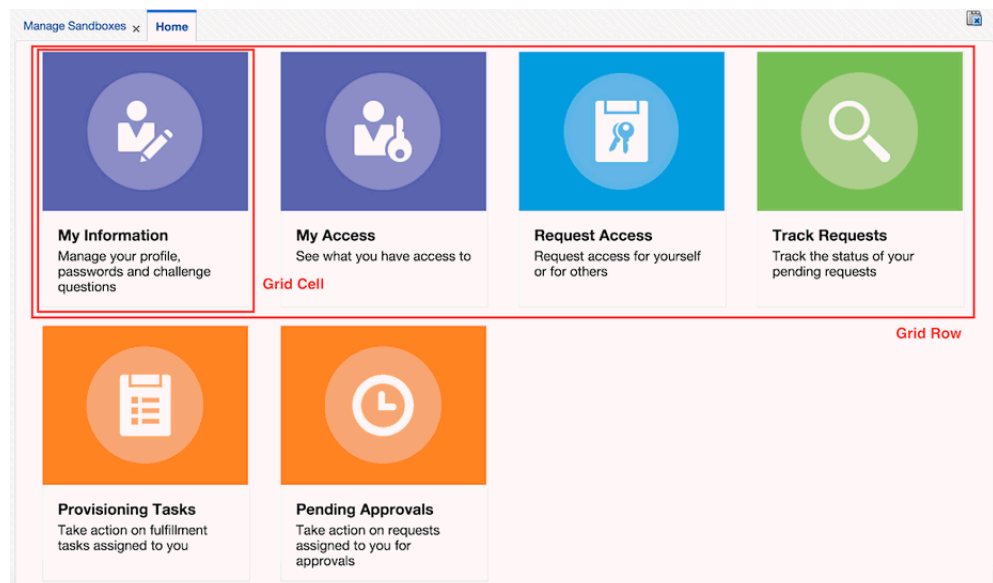 Manage Sandboxes x Home
My Information
Manage your profile,
passwords and challenge
questions
My Access
See what you have access to
Request Access
Request access for yourself
or for others
Track Requests
Track the status of your
pending requests
Grid Cell
Grid Row
Provisioning Tasks
Take action on fulfillment
tasks assigned to you
Pending Approvals
Take action on requests
assigned to you for
approvals